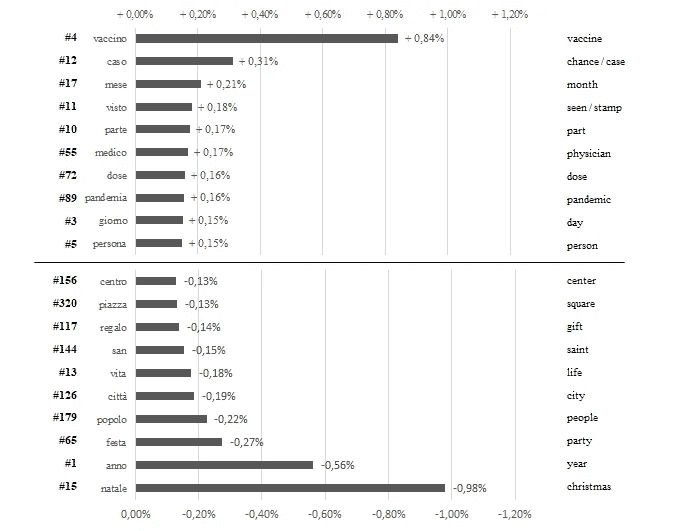 + 0,00% + 0,20% + 0,40% + 0,60% + 0,80% + 1,00% + 1,20%
#4 vaccino + 0,84% vaccine
#12 caso + 0,31% chance / case
#17 mese + 0,21% month
#11 visto + 0,18% seen / stamp
#10 parte + 0,17% part
#55 medico + 0,17% physician
#72 dose + 0,16% dose
#89 pandemia + 0,16% pandemic
#3 giorno + 0,15% day
#5 persona + 0,15% person
#156 centro -0,13% center
#320 piazza -0,13% square
#117 regalo -0,14% gift
#144 san -0,15% saint
#13 vita -0,18% life
#126 città -0,19% city
#179 popolo -0,22% people
#65 festa -0,27% party
#1 anno -0,56% year
#15 natale -0,98% christmas
0,00% -0,20% -0,40% -0,60% -0,80% -1,00% -1,20%